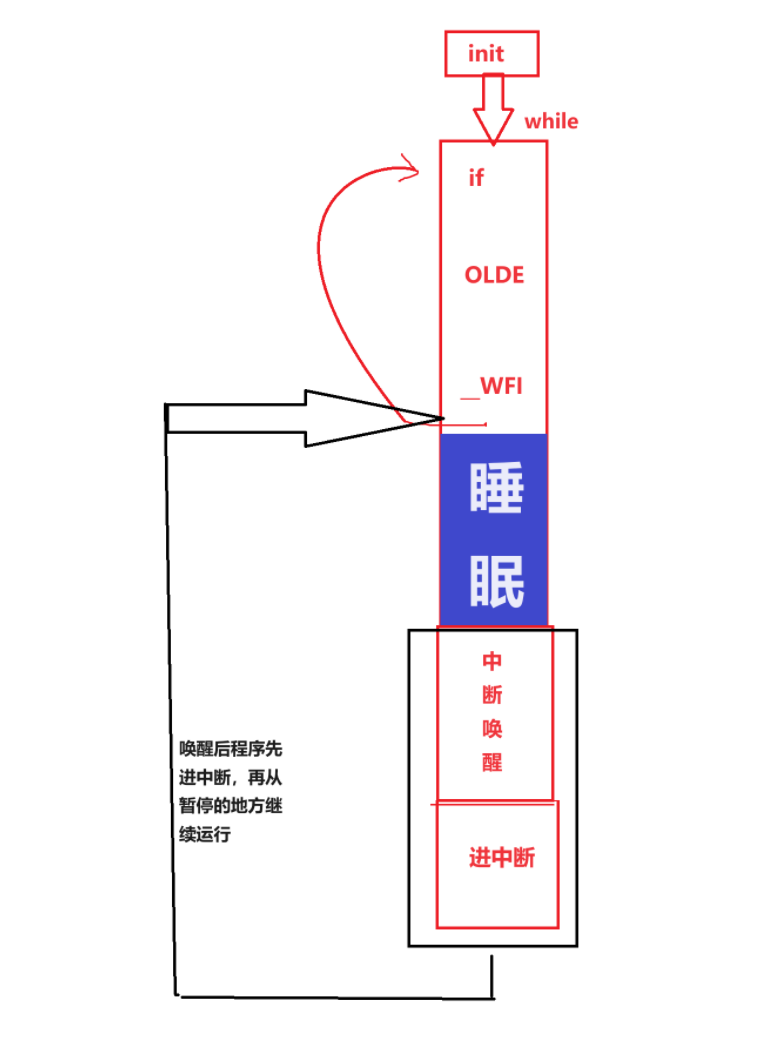 init
while
if
OLDE
__WFI
睡
眠
中
断
唤
醒
唤醒后程序先
进中断，再从
暂停的地方继
续运行
进中断